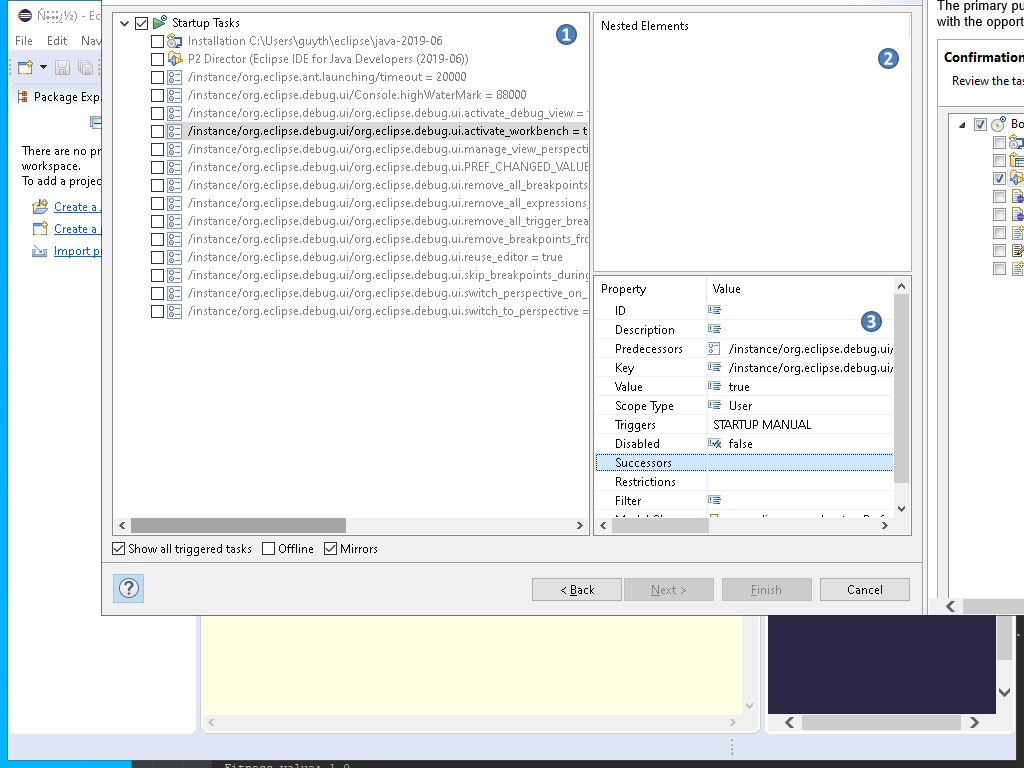 Ec
File Edit Nav
Package Exp
There are no pr
workspace.
To add a projec
Create a
Create a
Import p
Startup Tasks
1
Installation C:\Users\guyth\eclipse\java-2019-06
P2 Director (Eclipse IDE for Java Developers (2019-06))
/instance/org.eclipse.ant.launching/timeout = 20000
/instance/org.eclipse.debug.ui/Console.highWaterMark = 88000
/instance/org.eclipse.debug.ui/org.eclipse.debug.ui.activate_debug_view =
/instance/org.eclipse.debug.ui/org.eclipse.debug.ui.activate_workbench = t
/instance/org.eclipse.debug.ui/org.eclipse.debug.ui.manage_view_perspecti
/instance/org.eclipse.debug.ui/org.eclipse.debug.ui.PREF_CHANGED_VALUE
/instance/org.eclipse.debug.ui/org.eclipse.debug.ui.remove_all_breakpoints
/instance/org.eclipse.debug.ui/org.eclipse.debug.ui.remove_all_expressions_
/instance/org.eclipse.debug.ui/org.eclipse.debug.ui.remove_all_trigger_brea
/instance/org.eclipse.debug.ui/org.eclipse.debug.ui.remove_breakpoints_fro
/instance/org.eclipse.debug.ui/org.eclipse.debug.ui.reuse_editor = true
/instance/org.eclipse.debug.ui/org.eclipse.debug.ui.skip_breakpoints_during
/instance/org.eclipse.debug.ui/org.eclipse.debug.ui.switch_perspective_on_
/instance/org.eclipse.debug.ui/org.eclipse.debug.ui.switch_to_perspective =
Nested Elements
2
Property Value
ID
3
Description
Predecessors /instance/org.eclipse.debug.ui/
Key /instance/org.eclipse.debug.ui/
Value true
Scope Type User
Triggers STARTUP MANUAL
Disabled false
Successors
Restrictions
Filter
Show all triggered tasks Offline Mirrors
? < Back Next > Finish Cancel
The primary pu
with the opport
Confirmation
Review the tas
Bo
Fitness value: 1.0